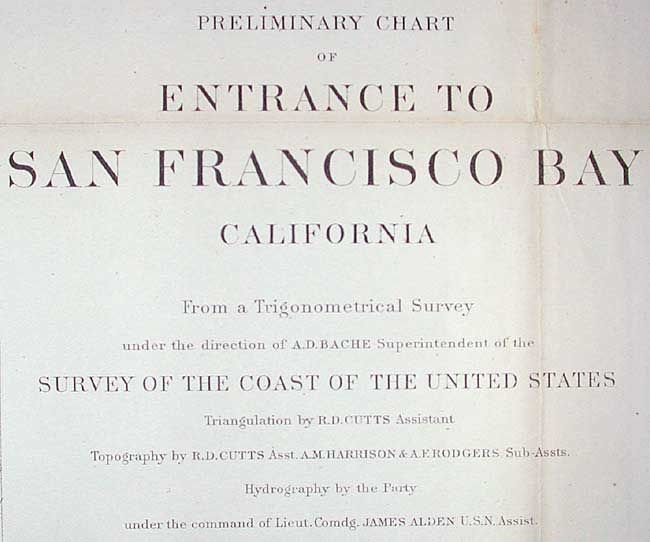 PRELIMINARY CHART
OF
ENTRANCE TO
SAN FRANCISCO BAY
CALIFORNIA
From a Trigonometrical Survey
under the direction of A.D. BACHE Superintendent of the
SURVEY OF THE COAST OF THE UNITED STATES
Triangulation by R.D. CUTTS Assistant
Topography by R.D. CUTTS Asst. A.M. HARRISON & A.F. RODGERS Sub-Assts.
Hydrography by the Party
under the command of Lieut. Comdg. JAMES ALDEN U.S.N. Assist.